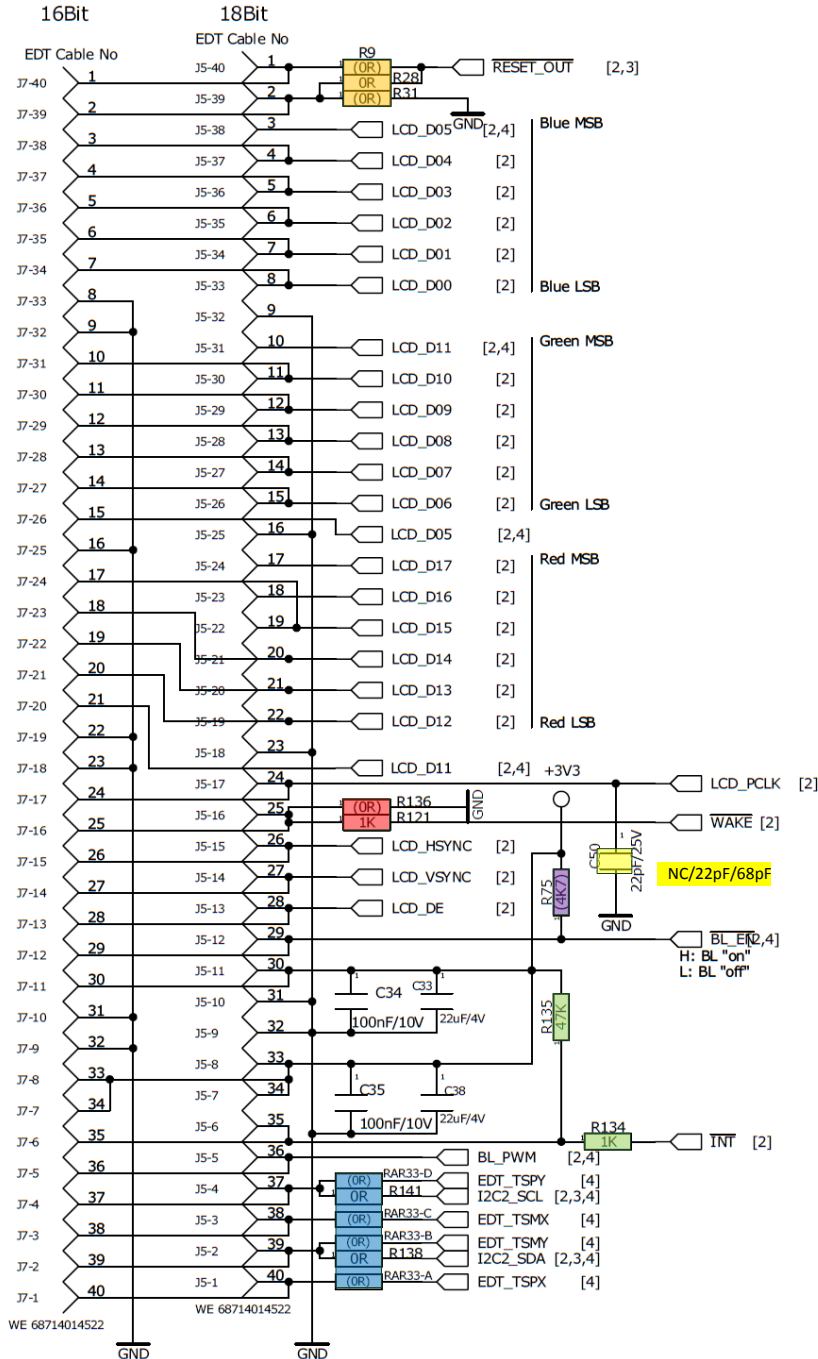 16Bit 18Bit
EDT Cable No EDT Cable No
J7-40 1 J5-40 1 R9 (0R) RESET_OUT [2,3]
0R R28
J7-39 2 J5-39 2 (0R) R31
GND
J7-38 3 J5-38 3 LCD_D05 [2,4] Blue MSB
J7-37 4 J5-37 4 LCD_D04 [2]
J7-36 5 J5-36 5 LCD_D03 [2]
J7-35 6 J5-35 6 LCD_D02 [2]
J7-34 7 J5-34 7 LCD_D01 [2]
J7-33 8 J5-33 8 LCD_D00 [2] Blue LSB
J7-32 9 J5-32 9
J7-31 10 J5-31 10 LCD_D11 [2,4] Green MSB
J7-30 11 J5-30 11 LCD_D10 [2]
J7-29 12 J5-29 12 LCD_D09 [2]
J7-28 13 J5-28 13 LCD_D08 [2]
J7-27 14 J5-27 14 LCD_D07 [2]
J7-26 15 J5-26 15 LCD_D06 [2] Green LSB
J7-25 16 J5-25 16 LCD_D05 [2,4]
J7-24 17 J5-24 17 LCD_D17 [2] Red MSB
J7-23 18 J5-23 18 LCD_D16 [2]
J7-22 19 J5-22 19 LCD_D15 [2]
J7-21 20 J5-21 20 LCD_D14 [2]
J7-20 21 J5-20 21 LCD_D13 [2]
J7-19 22 J5-19 22 LCD_D12 [2] Red LSB
J7-18 23 J5-18 23 LCD_D11 [2,4] +3V3
J7-17 24 J5-17 24 LCD_PCLK [2]
J7-16 25 J5-16 25 (0R) R136 GND
1K R121 WAKE [2]
J7-15 26 J5-15 26 LCD_HSYNC [2]
J7-14 27 J5-14 27 LCD_VSYNC [2]
R75 (4K7) C50 22pF/25V NC/22pF/68pF
J7-13 28 J5-13 28 LCD_DE [2]
GND
J7-12 29 J5-12 29 BL_EN [2,4]
H: BL "on"
L: BL "off"
J7-11 30 J5-11 30
C34 C33
J7-10 31 J5-10 31 100nF/10V 22uF/4V R135 47K
J7-9 32 J5-9 32
J7-8 33 J5-8 33
C35 C38
J7-7 34 J5-7 34 100nF/10V 22uF/4V
J7-6 35 J5-6 35 R134 1K INT [2]
J7-5 36 J5-5 36 BL_PWM [2,4]
(0R) RAR33-D EDT_TSPY [4]
J7-4 37 J5-4 37 0R R141 I2C2_SCL [2,3,4]
J7-3 38 J5-3 38 (0R) RAR33-C EDT_TSMX [4]
(0R) RAR33-B EDT_TSMY [4]
J7-2 39 J5-2 39 0R R138 I2C2_SDA [2,3,4]
J7-1 40 J5-1 40 (0R) RAR33-A EDT_TSPX [4]
WE 68714014522 WE 68714014522
GND GND